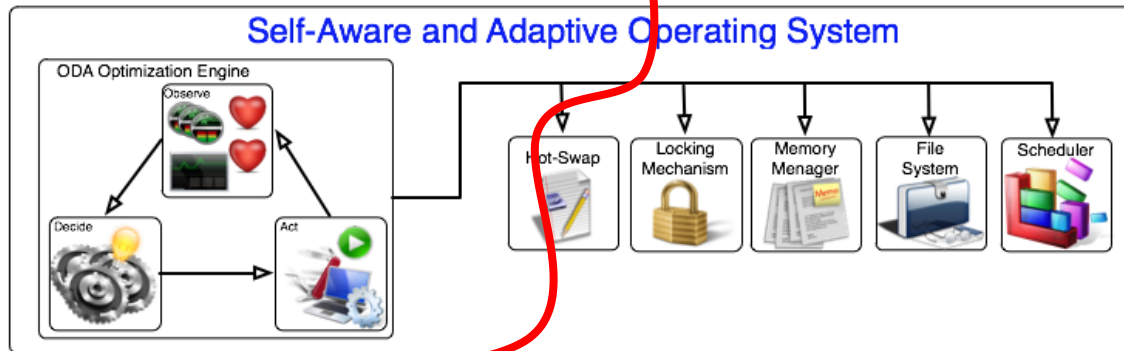 Self-Aware and Adaptive Operating System
ODA Optimization Engine
Observe
Decide
Act
Hot-Swap
Locking
Mechanism
Memory
Menager
Memo
File
System
Scheduler